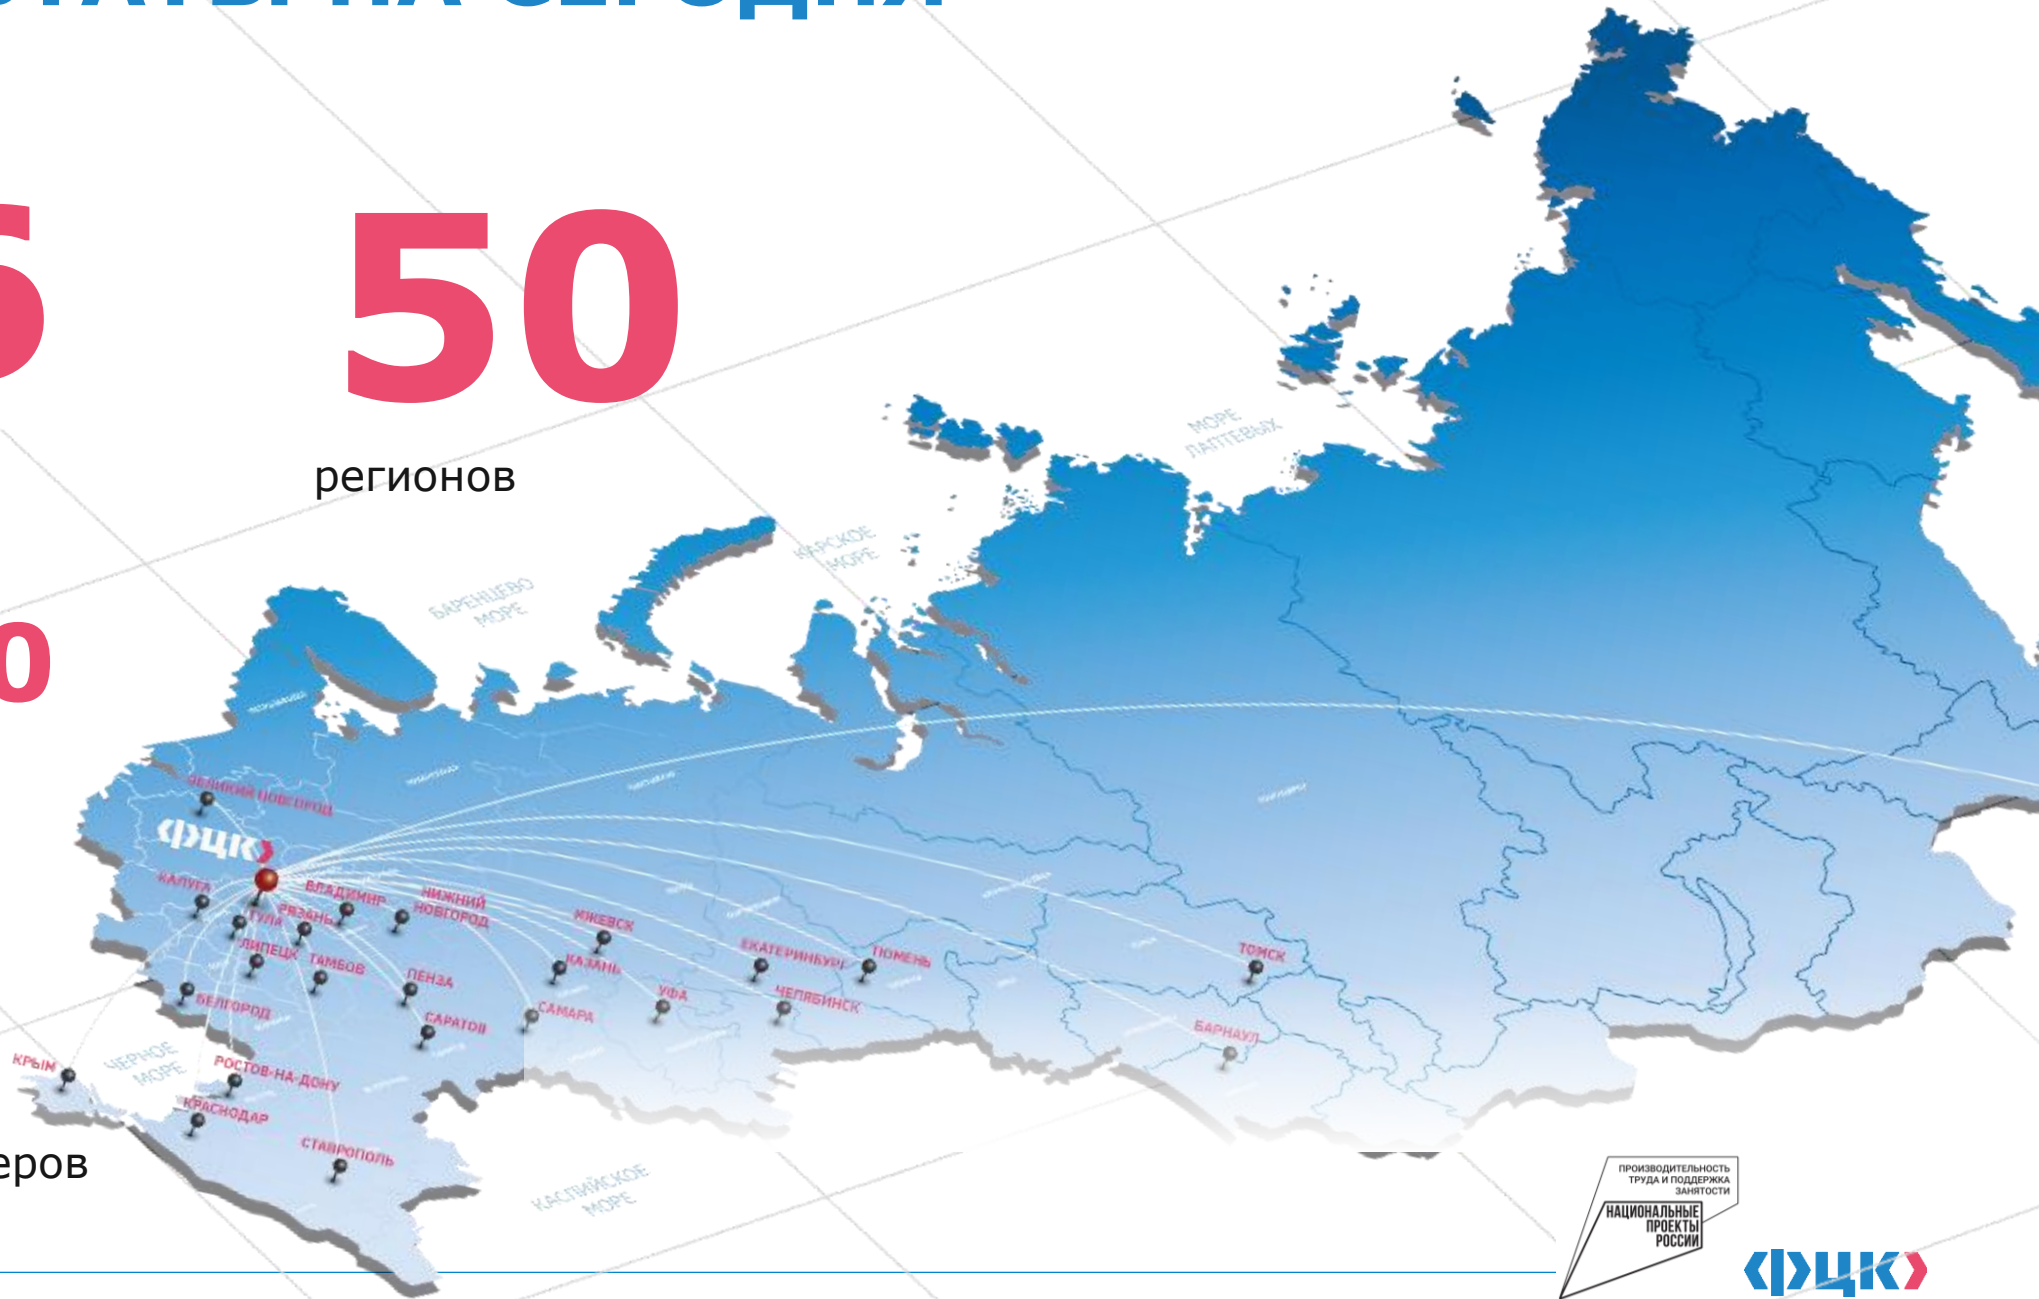 50
регионов
МОРЕ
ЛАПТЕВЫХ
КАРСКОЕ
МОРЕ
БАРЕНЦЕВО
МОРЕ
0
ВЕЛИКИЙ НОВГОРОД
ФЦК
КАЛУГА
ВЛАДИМИР
НИЖНИЙ
НОВГОРОД
ТУЛА
РЯЗАНЬ
ИЖЕВСК
ЛИПЕЦК
ТАМБОВ
КАЗАНЬ
ЕКАТЕРИНБУРГ
ТЮМЕНЬ
ТОМСК
ПЕНЗА
БЕЛГОРОД
САМАРА
УФА
ЧЕЛЯБИНСК
САРАТОВ
БАРНАУЛ
КРЫМ
ЧЕРНОЕ
МОРЕ
РОСТОВ-НА-ДОНУ
КРАСНОДАР
СТАВРОПОЛЬ
еров
КАСПИЙСКОЕ
МОРЕ
ПРОИЗВОДИТЕЛЬНОСТЬ
ТРУДА И ПОДДЕРЖКА
ЗАНЯТОСТИ
НАЦИОНАЛЬНЫЕ
ПРОЕКТЫ
РОССИИ
ФЦК